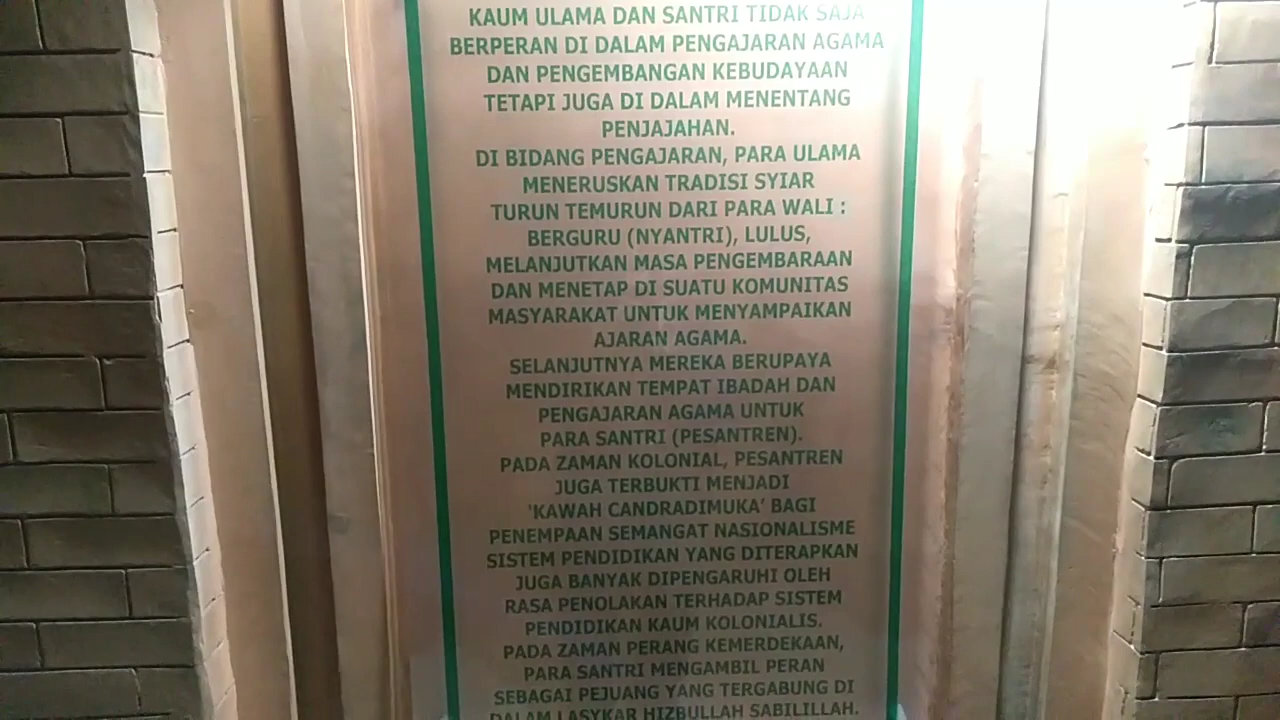 KAUM ULAMA DAN SANTRI TIDAK SAJA
BERPERAN DI DALAM PENGAJARAN AGAMA
DAN PENGEMBANGAN KEBUDAYAAN
TETAPI JUGA DI DALAM MENENTANG
PENJAJAHAN.
DI BIDANG PENGAJARAN, PARA ULAMA
MENERUSKAN TRADISI SYIAR
TURUN TEMURUN DARI PARA WALI :
BERGURU (NYANTRI), LULUS,
MELANJUTKAN MASA PENGEMBARAAN
DAN MENETAP DI SUATU KOMUNITAS
MASYARAKAT UNTUK MENYAMPAIKAN
AJARAN AGAMA.
SELANJUTNYA MEREKA BERUPAYA
MENDIRIKAN TEMPAT IBADAH DAN
PENGAJARAN AGAMA UNTUK
PARA SANTRI (PESANTREN).
PADA ZAMAN KOLONIAL, PESANTREN
JUGA TERBUKTI MENJADI
'KAWAH CANDRADIMUKA' BAGI
PENEMPAAN SEMANGAT NASIONALISME
SISTEM PENDIDIKAN YANG DITERAPKAN
JUGA BANYAK DIPENGARUHI OLEH
RASA PENOLAKAN TERHADAP SISTEM
PENDIDIKAN KAUM KOLONIALIS.
PADA ZAMAN PERANG KEMERDEKAAN,
PARA SANTRI MENGAMBIL PERAN
SEBAGAI PEJUANG YANG TERGABUNG DI
DALAM LASYKAR HIZBULLAH SABILILLAH.